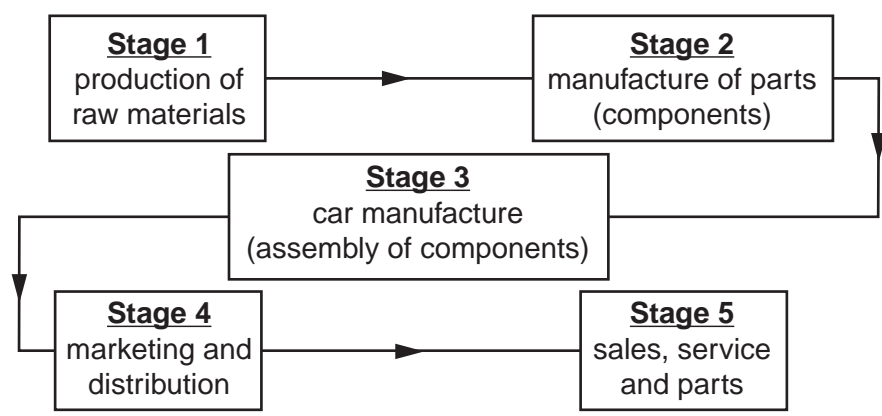 Stage 1
production of
raw materials
Stage 2
manufacture of parts
(components)
Stage 3
car manufacture
(assembly of components)
Stage 4
marketing and
distribution
Stage 5
sales, service
and parts